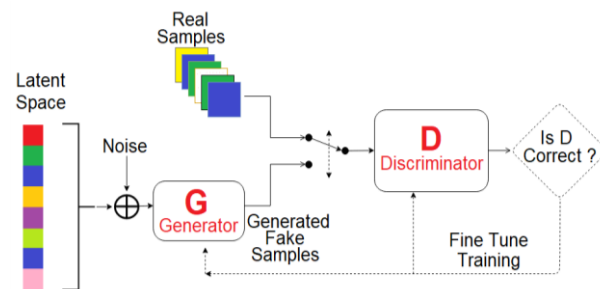 Real
Samples
Latent
Space
Noise
G
Generator
Generated
Fake
Samples
D
Discriminator
Is D
Correct ?
Fine Tune
Training